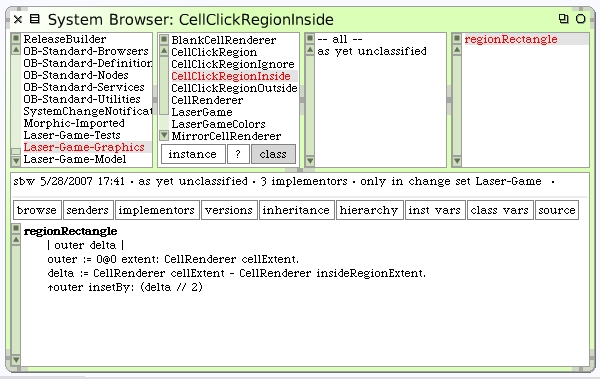 System Browser: CellClickRegionInside
ReleaseBuilder
OB-Standard-Browsers
OB-Standard-Definition
OB-Standard-Nodes
OB-Standard-Services
OB-Standard-Utilities
SystemChangeNotificat
Morphic-Imported
Laser-Game-Tests
Laser-Game-Graphics
Laser-Game-Model
BlankCellRenderer
CellClickRegion
CellClickRegionIgnore
CellClickRegionInside
CellClickRegionOutside
CellRenderer
LaserGame
LaserGameColors
MirrorCellRenderer
instance ? class
-- all --
as yet unclassified
regionRectangle
sbw 5/28/2007 17:41 · as yet unclassified · 3 implementors · only in change set Laser-Game ·
browse senders implementors versions inheritance hierarchy inst vars class vars source
regionRectangle
| outer delta |
outer := 0@0 extent: CellRenderer cellExtent.
delta := CellRenderer cellExtent - CellRenderer insideRegionExtent.
↑outer insetBy: (delta // 2)